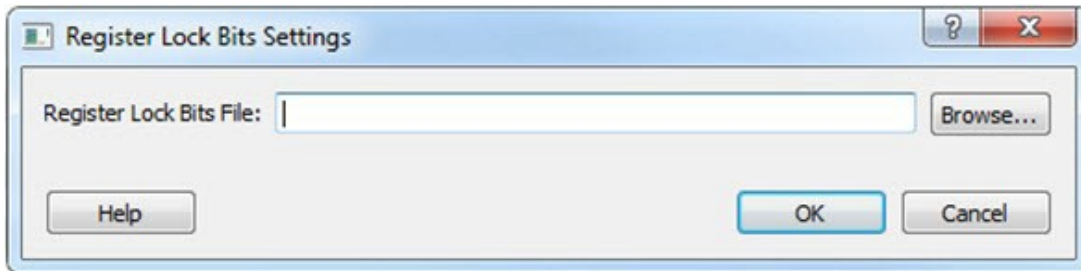 Register Lock Bits Settings
Register Lock Bits File: Browse...
Help OK Cancel